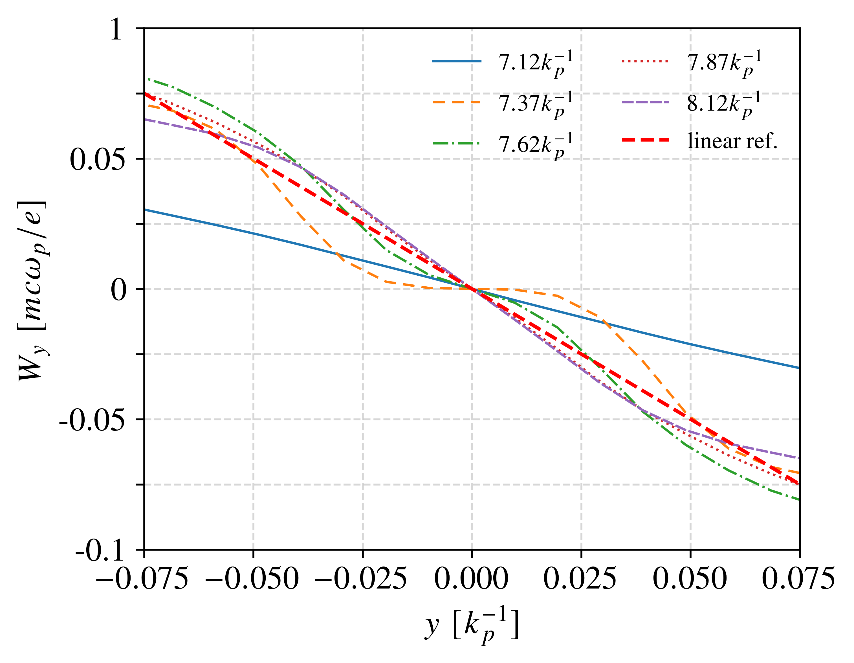 1
0.05
0
-0.05
-0.1
W_y [mcω_p/e]
7.12k_p^{-1}
7.37k_p^{-1}
7.62k_p^{-1}
7.87k_p^{-1}
8.12k_p^{-1}
linear ref.
−0.075 −0.050 −0.025 0.000 0.025 0.050 0.075
y [k_p^{-1}]